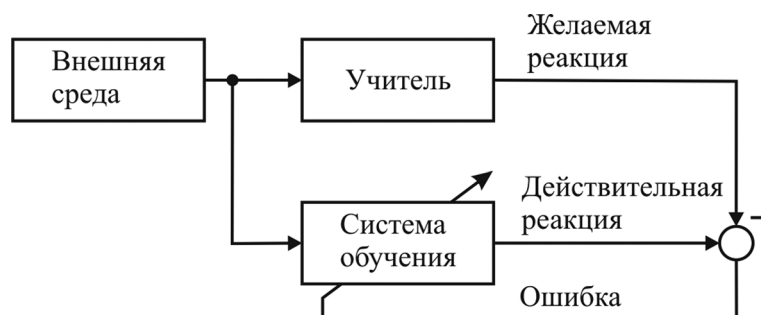 Внешняя
среда
Учитель
Желаемая
реакция
Система
обучения
Действительная
реакция
Ошибка